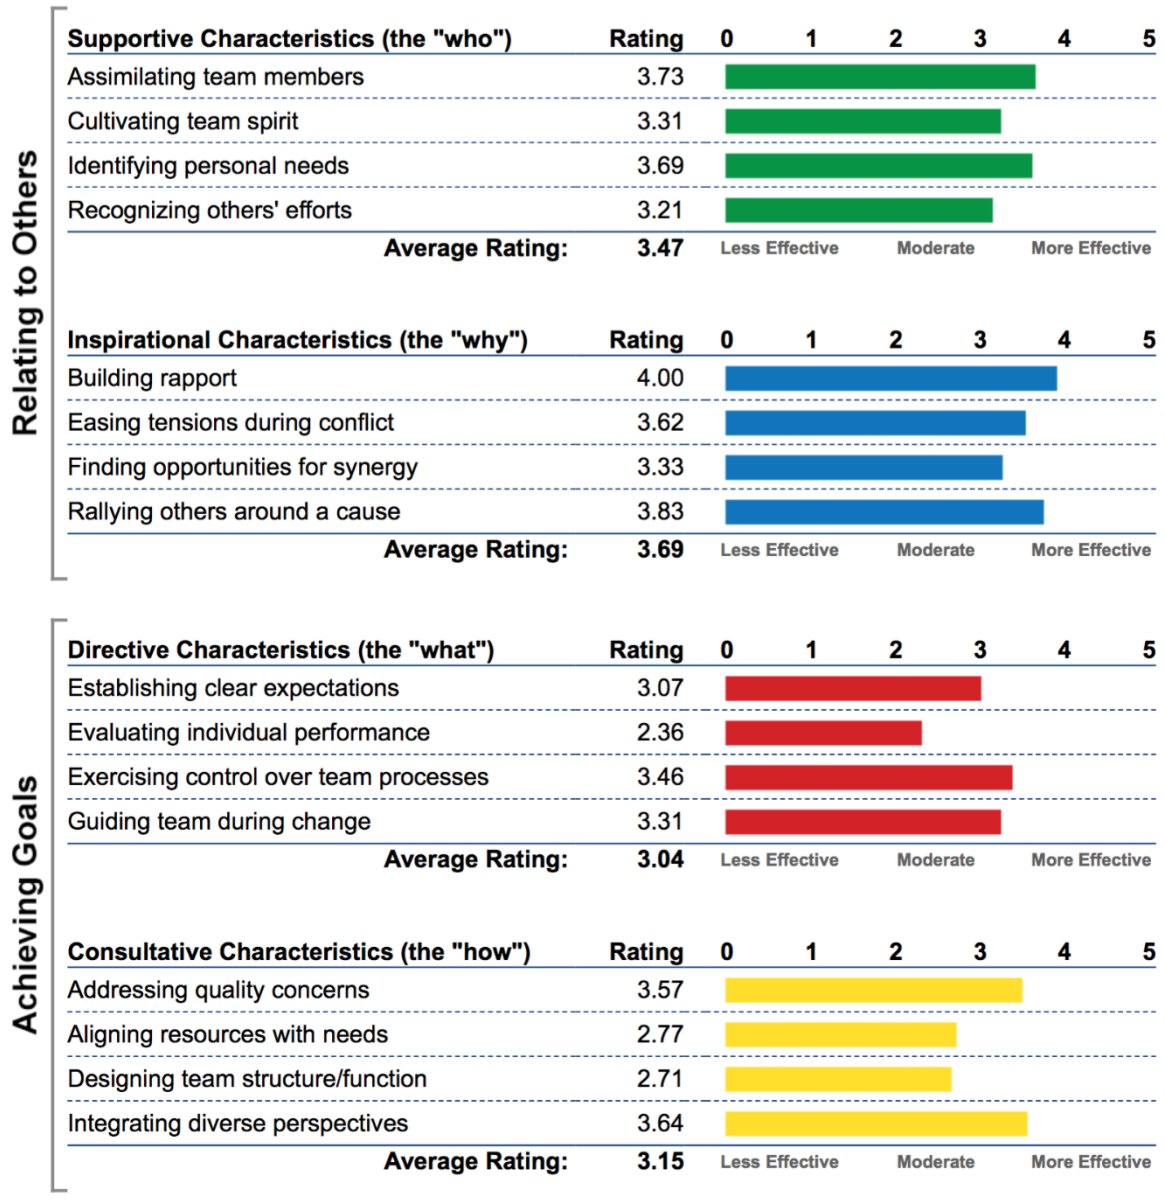 Relating to Others
Supportive Characteristics (the "who") Rating 0 1 2 3 4 5
Assimilating team members 3.73
Cultivating team spirit 3.31
Identifying personal needs 3.69
Recognizing others' efforts 3.21
Average Rating: 3.47 Less Effective Moderate More Effective
Inspirational Characteristics (the "why") Rating 0 1 2 3 4 5
Building rapport 4.00
Easing tensions during conflict 3.62
Finding opportunities for synergy 3.33
Rallying others around a cause 3.83
Average Rating: 3.69 Less Effective Moderate More Effective
Achieving Goals
Directive Characteristics (the "what") Rating 0 1 2 3 4 5
Establishing clear expectations 3.07
Evaluating individual performance 2.36
Exercising control over team processes 3.46
Guiding team during change 3.31
Average Rating: 3.04 Less Effective Moderate More Effective
Consultative Characteristics (the "how") Rating 0 1 2 3 4 5
Addressing quality concerns 3.57
Aligning resources with needs 2.77
Designing team structure/function 2.71
Integrating diverse perspectives 3.64
Average Rating: 3.15 Less Effective Moderate More Effective